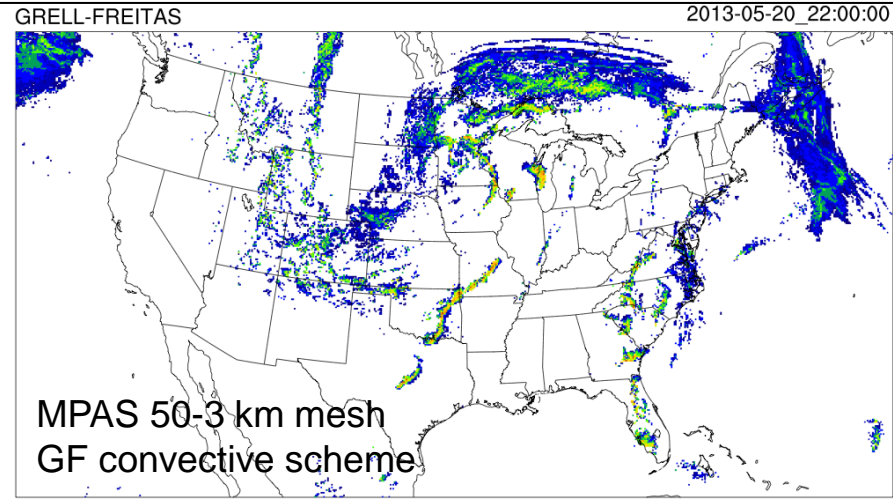 GRELL-FREITAS
2013-05-20_22:00:00
MPAS 50-3 km mesh
GF convective scheme